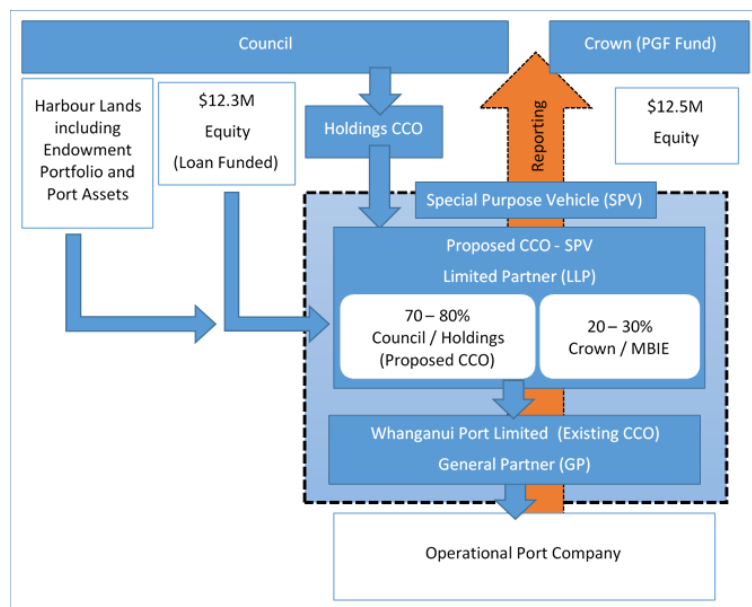 Council
Crown (PGF Fund)
Harbour Lands
including
Endowment
Portfolio and
Port Assets
$12.3M
Equity
(Loan Funded)
Holdings CCO
Reporting
$12.5M
Equity
Special Purpose Vehicle (SPV)
Proposed CCO - SPV
Limited Partner (LLP)
70 – 80%
Council / Holdings
(Proposed CCO)
20 – 30%
Crown / MBIE
Whanganui Port Limited (Existing CCO)
General Partner (GP)
Operational Port Company